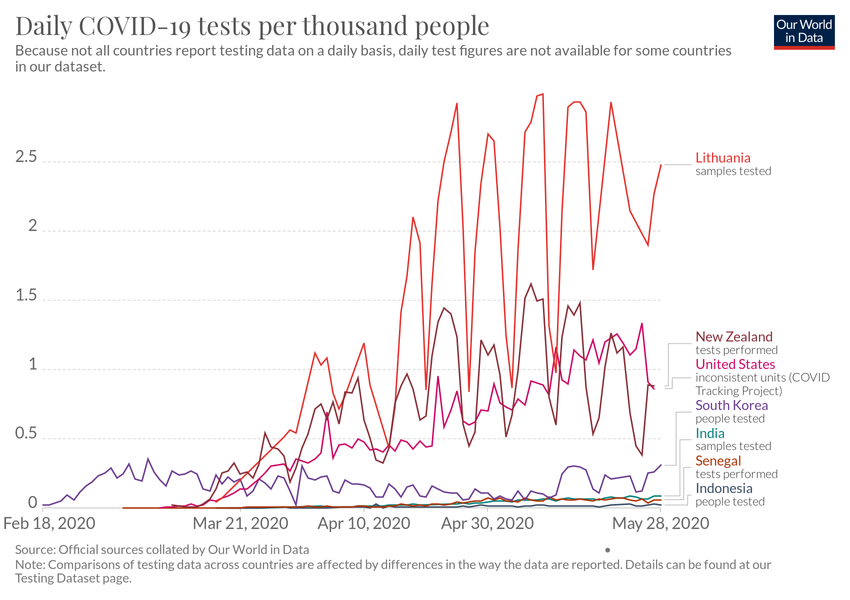 Daily COVID-19 tests per thousand people
Our World
in Data
Because not all countries report testing data on a daily basis, daily test figures are not available for some countries
in our dataset.
2.5
2
1.5
1
0.5
0
Lithuania
samples tested
New Zealand
tests performed
United States
inconsistent units (COVID
Tracking Project)
South Korea
people tested
India
samples tested
Senegal
tests performed
Indonesia
people tested
Feb 18, 2020
Mar 21, 2020
Apr 10, 2020
Apr 30, 2020
May 28, 2020
Source: Official sources collated by Our World in Data
Note: Comparisons of testing data across countries are affected by differences in the way the data are reported. Details can be found at our
Testing Dataset page.